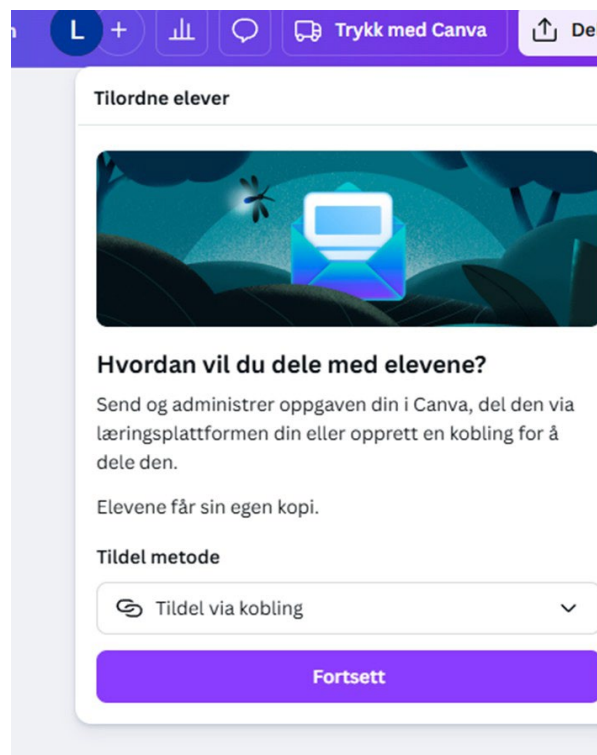 L
+
Trykk med Canva
De
Tilordne elever
Hvordan vil du dele med elevene?
Send og administrer oppgaven din i Canva, del den via
læringsplattformen din eller opprett en kobling for å
dele den.
Elevene får sin egen kopi.
Tildel metode
Tildel via kobling
Fortsett